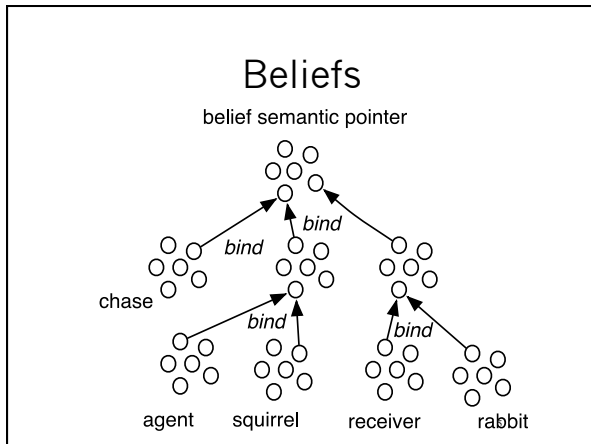 Beliefs
belief semantic pointer
bind
bind
chase
bind
bind
agent squirrel receiver rabbit